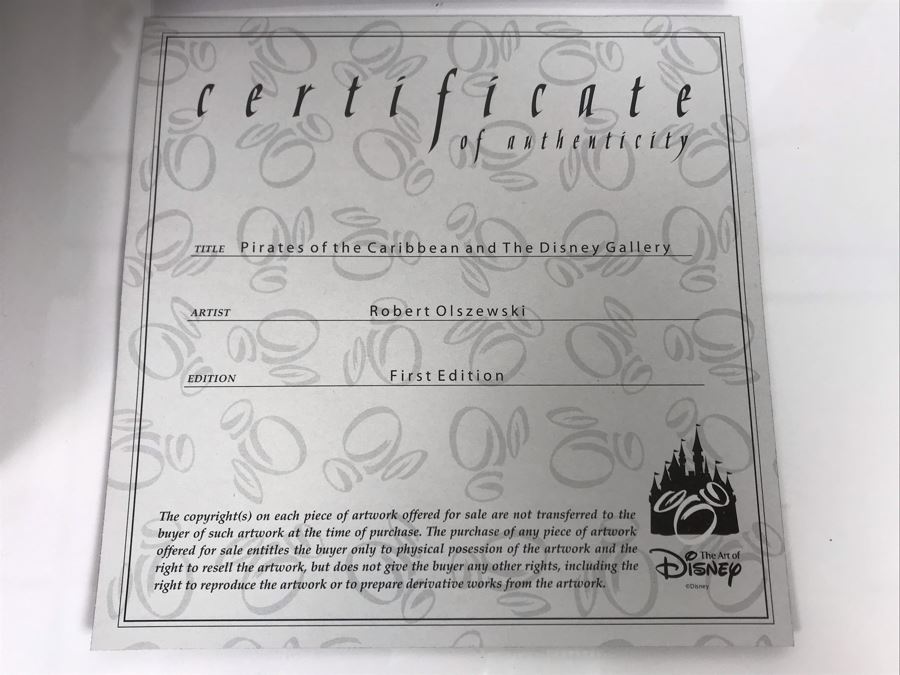 certificate
of authenticity
TITLE Pirates of the Caribbean and The Disney Gallery
ARTIST Robert Olszewski
EDITION First Edition
The copyright(s) on each piece of artwork offered for sale are not transferred to the
buyer of such artwork at the time of purchase. The purchase of any piece of artwork
offered for sale entitles the buyer only to physical posession of the artwork and the
right to resell the artwork, but does not give the buyer any other rights, including the
right to reproduce the artwork or to prepare derivative works from the artwork.
The Art of
Disney
©Disney